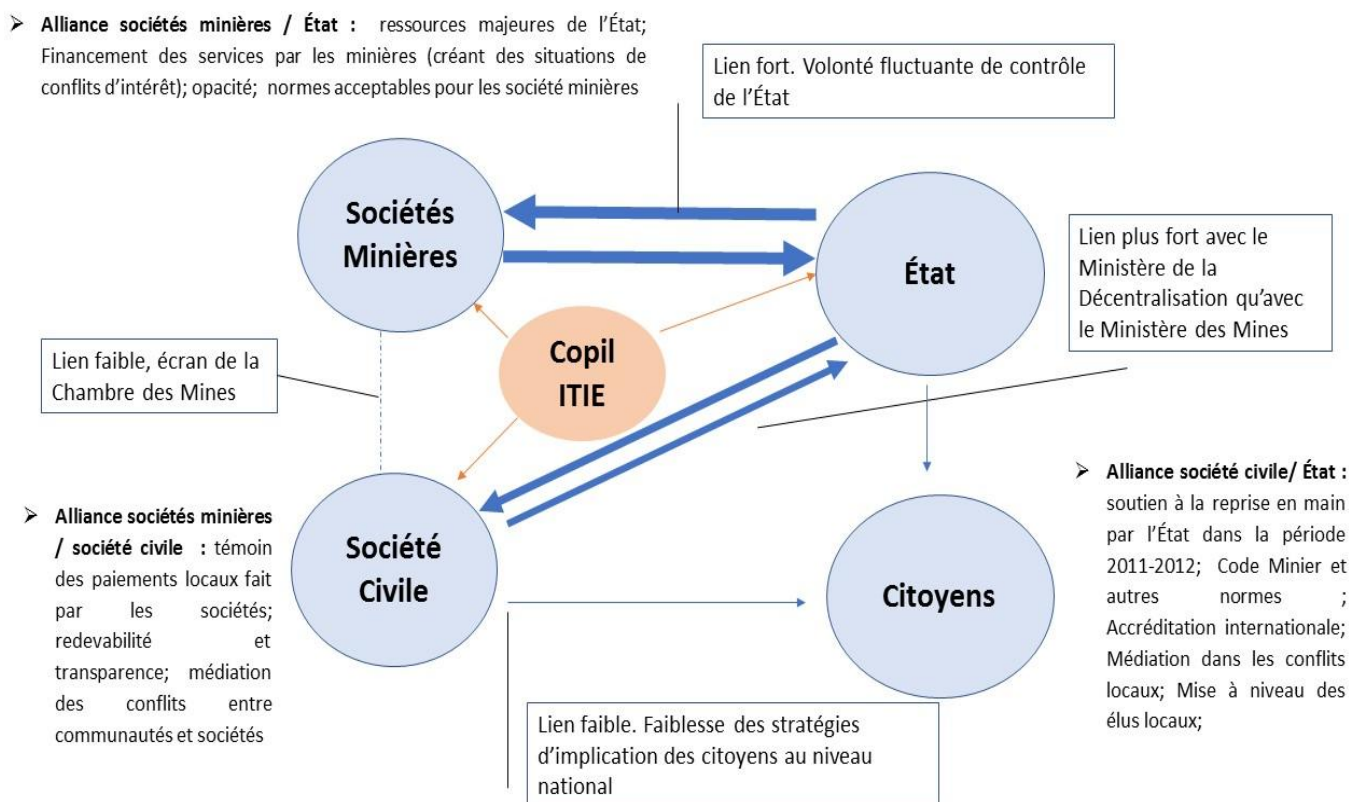 ➢ Alliance sociétés minières / État : ressources majeures de l’État;
Financement des services par les minières (créant des situations de
conflits d’intérêt); opacité; normes acceptables pour les société minières
Lien fort. Volonté fluctuante de contrôle
de l’État
Sociétés
Minières
État
Lien plus fort avec le
Ministère de la
Décentralisation qu’avec
le Ministère des Mines
Copil
ITIE
Lien faible, écran de la
Chambre des Mines
➢ Alliance sociétés minières
/ société civile : témoin
des paiements locaux fait
par les sociétés;
redevabilité et
transparence; médiation
des conflits entre
communautés et sociétés
Société
Civile
Citoyens
➢ Alliance société civile/ État :
soutien à la reprise en main
par l’État dans la période
2011-2012; Code Minier et
autres normes ;
Accréditation internationale;
Médiation dans les conflits
locaux; Mise à niveau des
élus locaux;
Lien faible. Faiblesse des stratégies
d’implication des citoyens au niveau
national